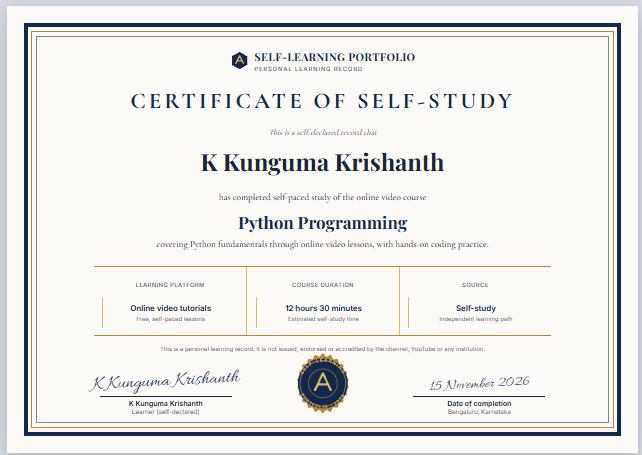 A
SELF-LEARNING PORTFOLIO
PERSONAL LEARNING RECORD
CERTIFICATE OF SELF-STUDY
This is a self-declared record that
K Kunguma Krishanth
has completed self-paced study of the online video course
Python Programming
covering Python fundamentals through online video lessons, with hands-on coding practice.
LEARNING PLATFORM
Online video tutorials
Free, self-paced lessons
COURSE DURATION
12 hours 30 minutes
Estimated self-study time
SOURCE
Self-study
Independent learning path
This is a personal learning record. It is not issued, endorsed or accredited by the channel, YouTube or any institution.
K Kunguma Krishanth
K Kunguma Krishanth
Learner (self-declared)
A
15 November 2026
Date of completion
Bengaluru, Karnataka